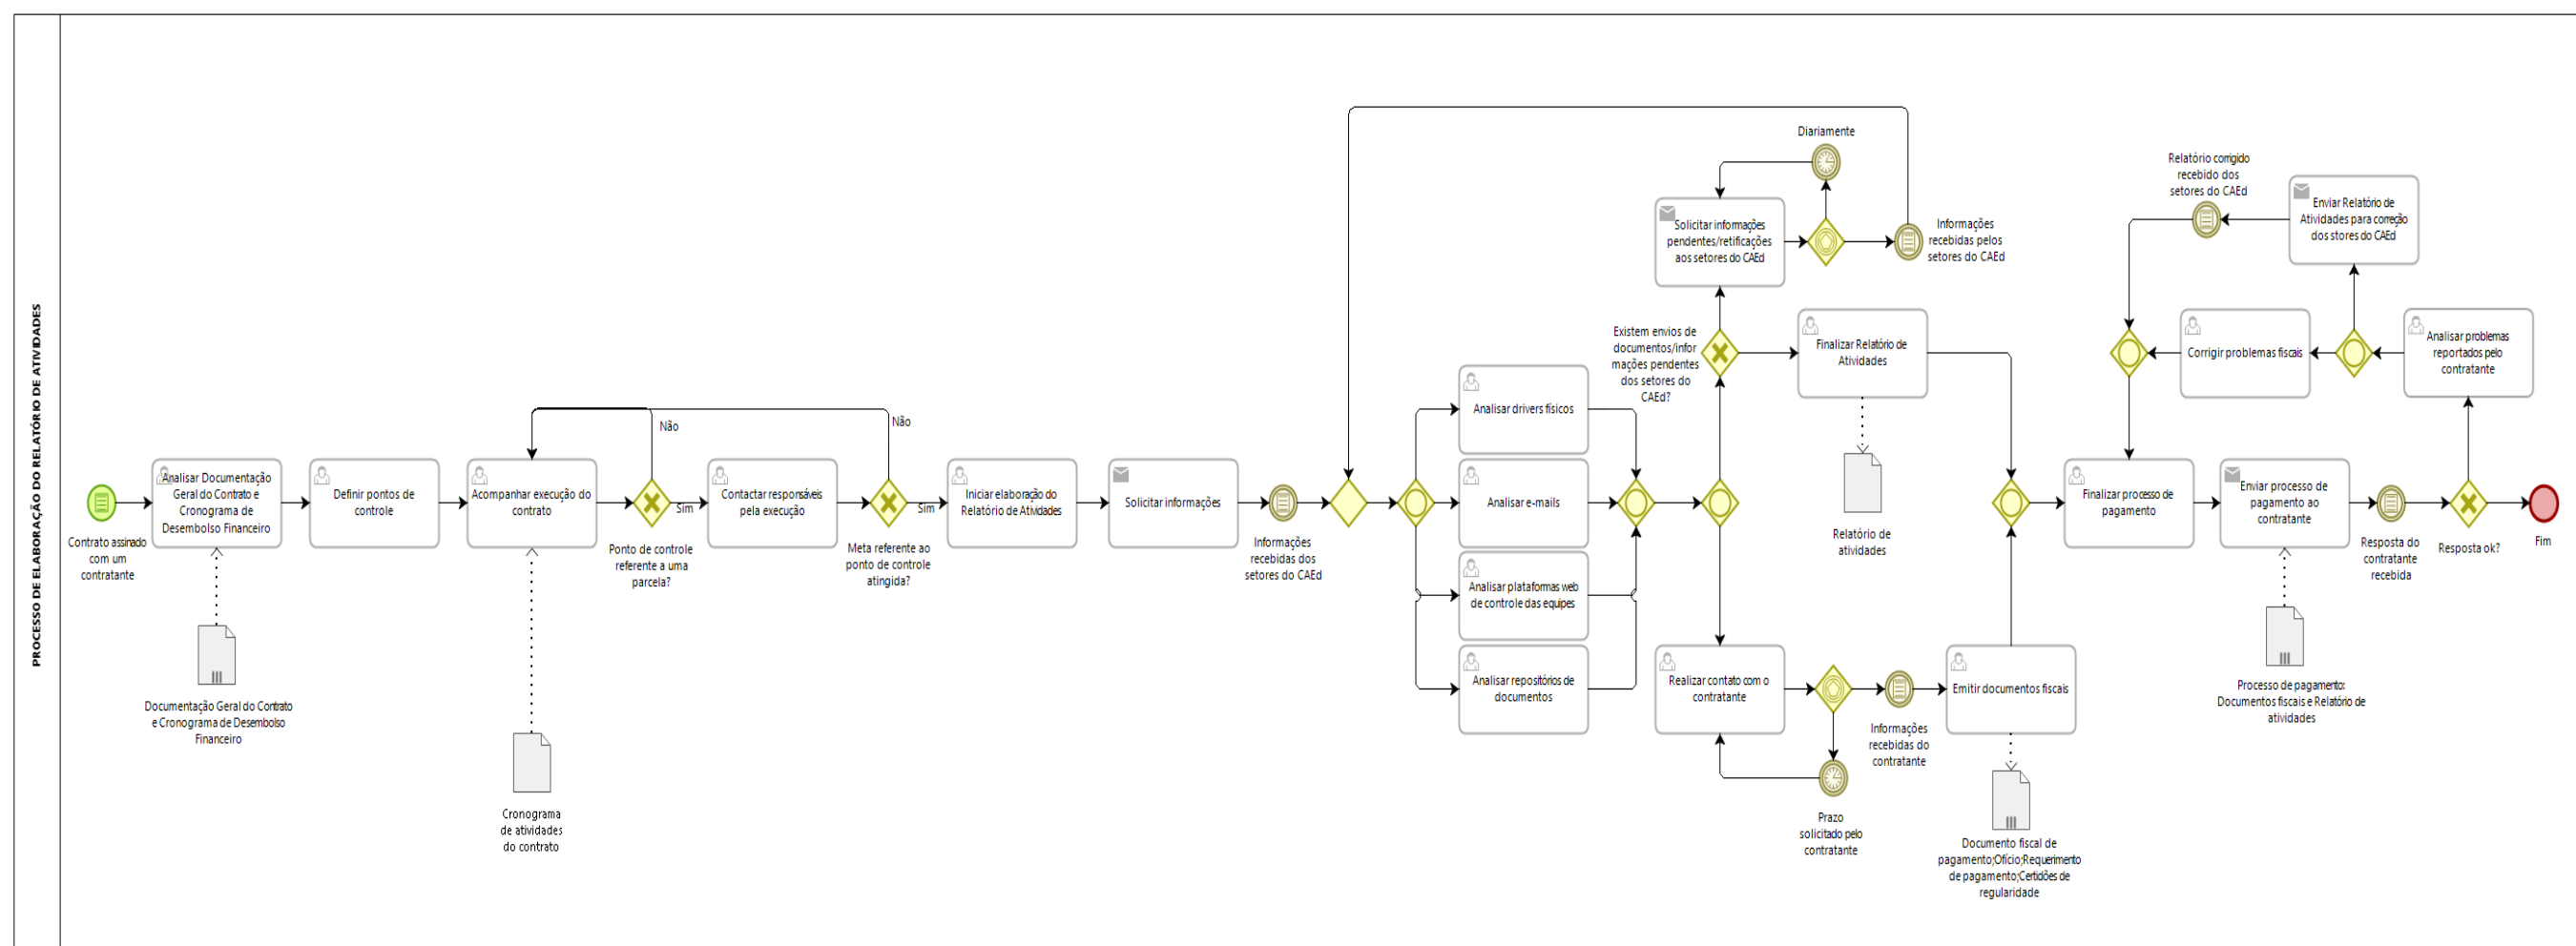 PROCESSO DE ELABORAÇÃO DO RELATÓRIO DE ATIVIDADES
Contrato assinado
com um
contratante
Analisar Documentação
Geral do Contrato e
Cronograma de
Desembolso Financeiro
Documentação Geral do Contrato
e Cronograma de Desembolso
Financeiro
Definir pontos de
controle
Acompanhar execução do
contrato
Cronograma
de atividades
do contrato
Não
Sim
Ponto de controle
referente a uma
parcela?
Contactar responsáveis
pela execução
Não
Sim
Meta referente ao
ponto de controle
atingida?
Iniciar elaboração do
Relatório de Atividades
Solicitar informações
Informações
recebidas dos
setores do CAEd
Analisar drivers físicos
Analisar e-mails
Analisar plataformas web
de controle das equipes
Analisar repositórios de
documentos
Existem envios de
documentos/infor
mações pendentes
dos setores do
CAEd?
Solicitar informações
pendentes/retificações
aos setores do CAEd
Diariamente
Informações
recebidas pelos
setores do CAEd
Finalizar Relatório de
Atividades
Relatório de
atividades
Realizar contato com o
contratante
Prazo
solicitado pelo
contratante
Informações
recebidas do
contratante
Emitir documentos fiscais
Documento fiscal de
pagamento;Ofício;Requerimento
de pagamento;Certidões de
regularidade
Finalizar processo de
pagamento
Enviar processo de
pagamento ao
contratante
Processo de pagamento:
Documentos fiscais e Relatório de
atividades
Resposta do
contratante
recebida
Resposta ok?
Fim
Analisar problemas
reportados pelo
contratante
Corrigir problemas fiscais
Enviar Relatório de
Atividades para correção
dos stores do CAEd
Relatório corrigido
recebido dos
setores do CAEd